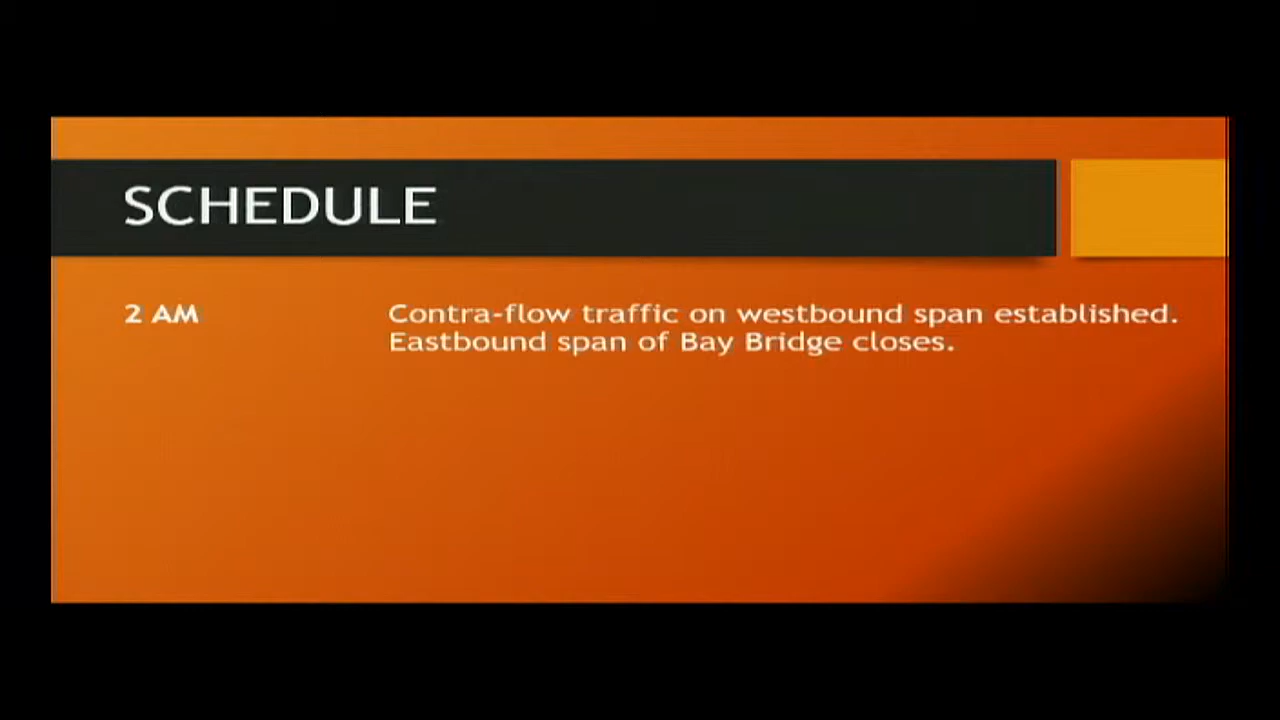 SCHEDULE
2 AM Contra-flow traffic on westbound span established.
Eastbound span of Bay Bridge closes.